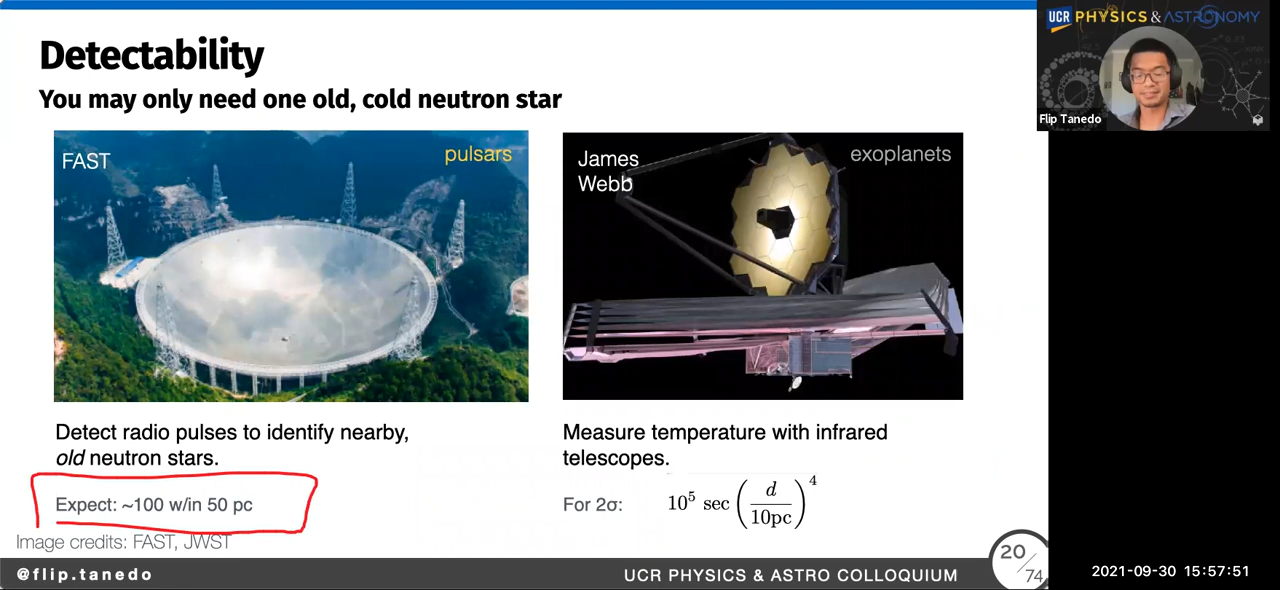 Detectability
You may only need one old, cold neutron star
FAST
pulsars
James
Webb
exoplanets
Detect radio pulses to identify nearby,
old neutron stars.
Expect: ~100 w/in 50 pc
Measure temperature with infrared
telescopes.
For 2σ: 10⁵ sec (d/10pc)⁴
Image credits: FAST, JWST
@flip.tanedo
UCR PHYSICS & ASTRO COLLOQUIUM
20/74
UCR PHYSICS & ASTRONOMY
Flip Tanedo
2021-09-30 15:57:51